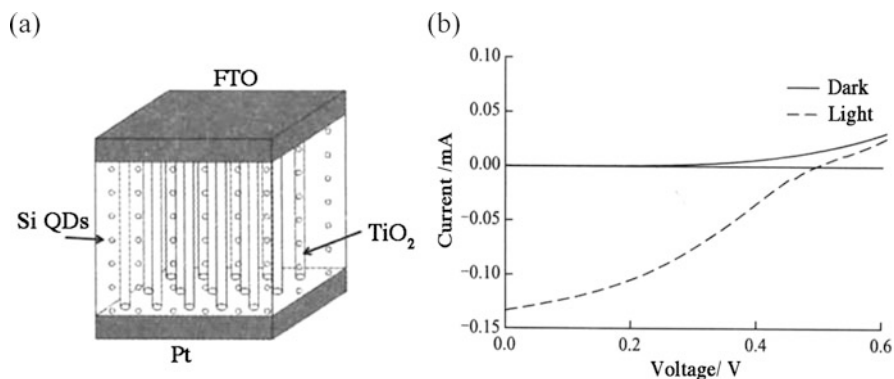 (a)
FTO
Si QDs
TiO₂
Pt
(b)
0.10
0.05
0.00
−0.05
−0.10
−0.15
Current /mA
Dark
Light
0.0 0.2 0.4 0.6
Voltage/ V